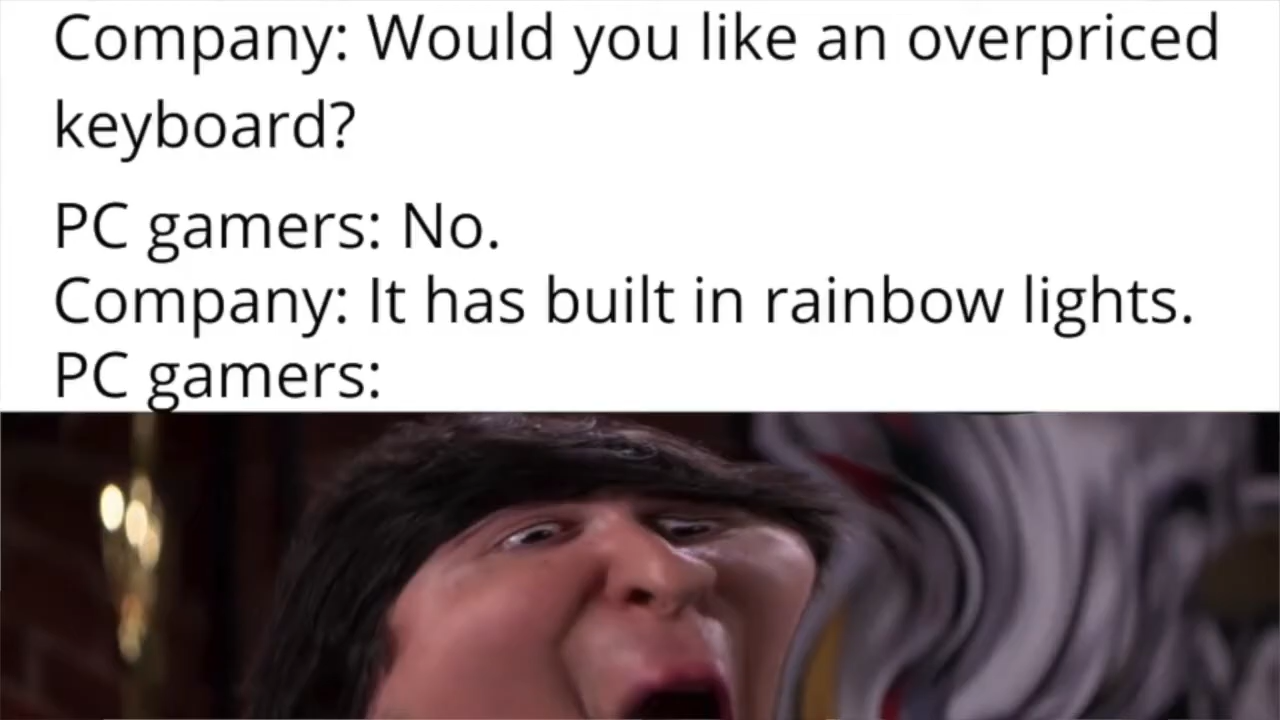 Company: Would you like an overpriced
keyboard?
PC gamers: No.
Company: It has built in rainbow lights.
PC gamers: